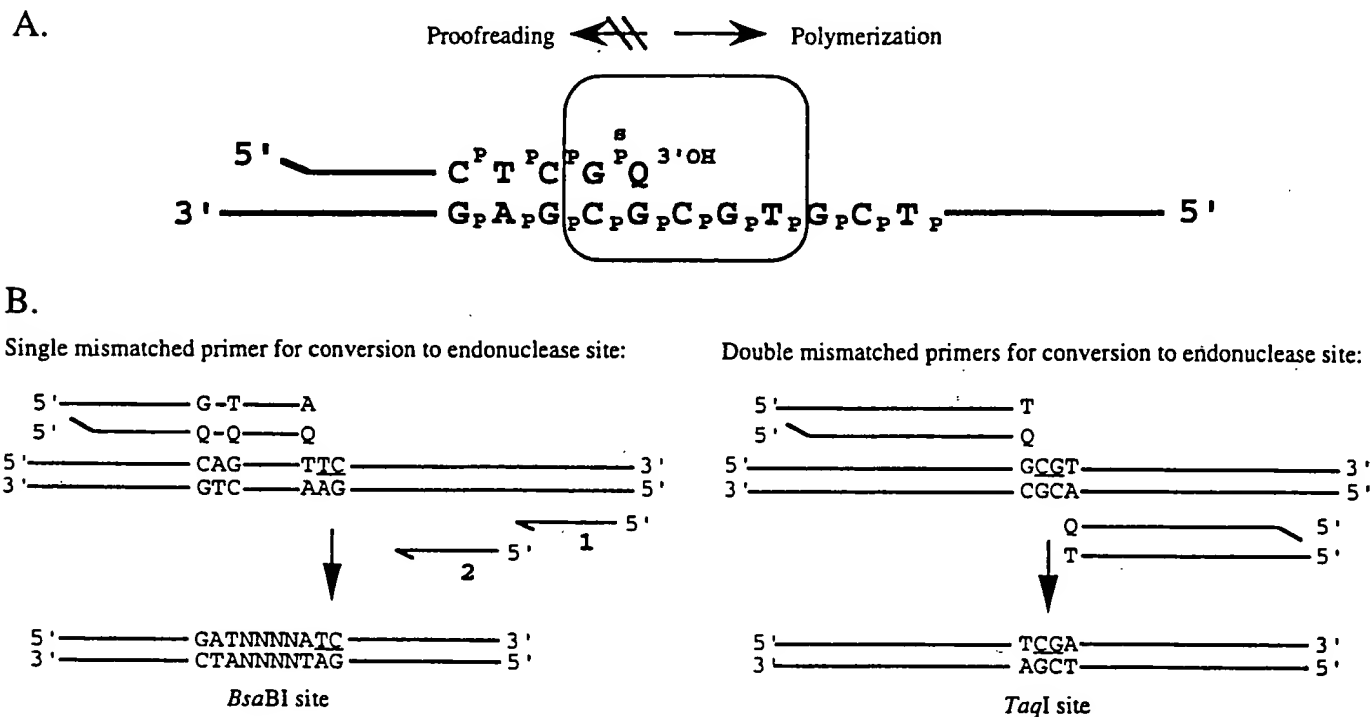 A.
Proofreading Polymerization
s
5' C P T P C P G P Q 3'OH
3' G P A P G P C P G P C P G P T P G P C P T P 5'
B.
Single mismatched primer for conversion to endonuclease site:
5' G-T A
5' Q-Q Q
5' CAG TTC 3'
3' GTC AAG 5'
5'
1
5'
2
5' GATNNNNATC 3'
3' CTANNNNTAG 5'
BsaBI site
Double mismatched primers for conversion to endonuclease site:
5' T
5' Q
5' GCGT 3'
3' CGCA 5'
Q 5'
T 5'
5' TCGA 3'
3 AGCT 5'
TaqI site